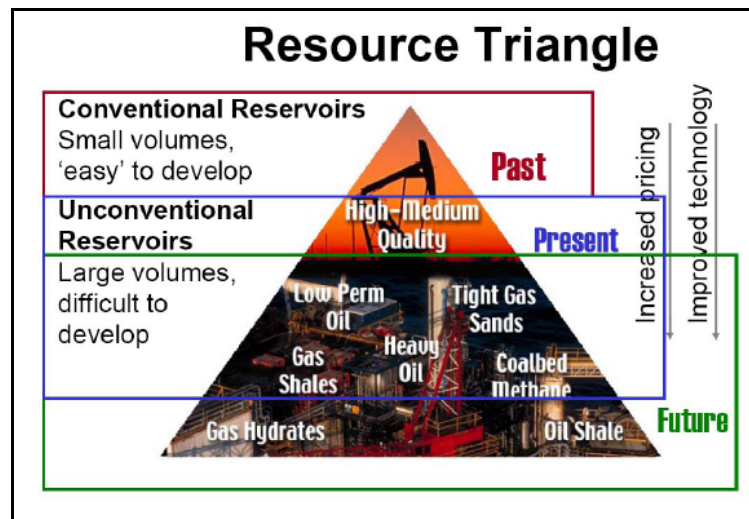 Resource Triangle
Conventional Reservoirs
Small volumes,
‘easy’ to develop
Past
Unconventional
Reservoirs
High-Medium
Quality
Present
Large volumes,
difficult to
develop
Low Perm
Oil
Tight Gas
Sands
Gas
Shales
Heavy
Oil
Coalbed
Methane
Gas Hydrates
Oil Shale
Future
Increased pricing
Improved technology